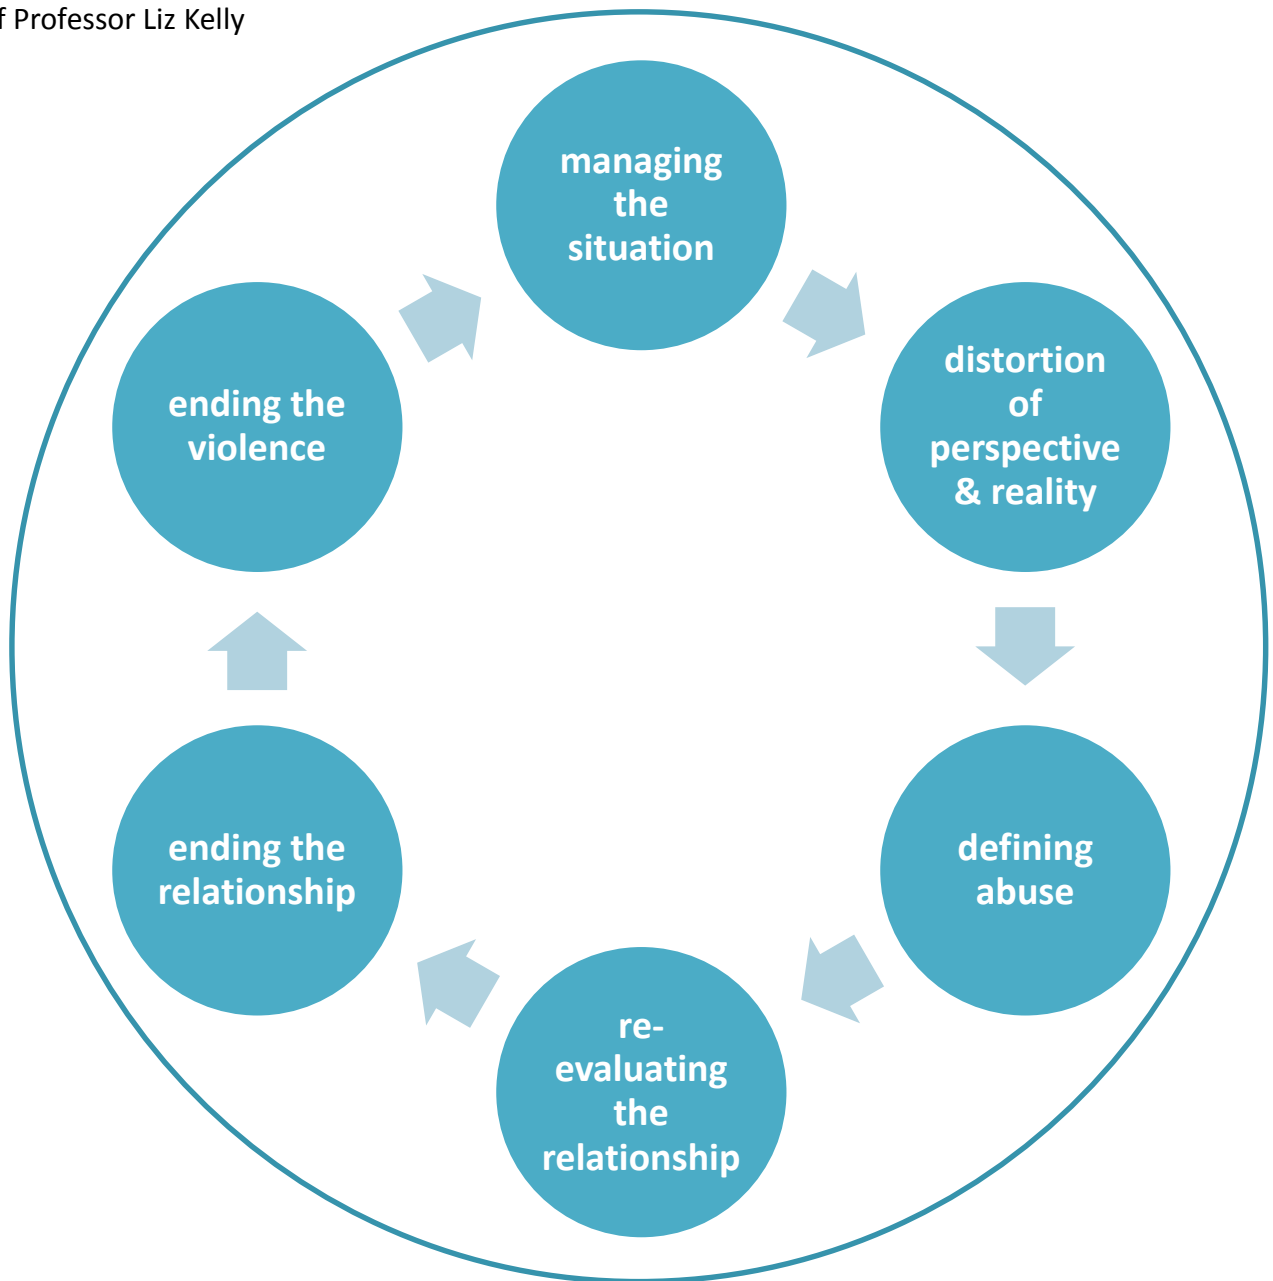 f Professor Liz Kelly
managing
the
situation
distortion
of
perspective
& reality
defining
abuse
re-
evaluating
the
relationship
ending the
relationship
ending the
violence